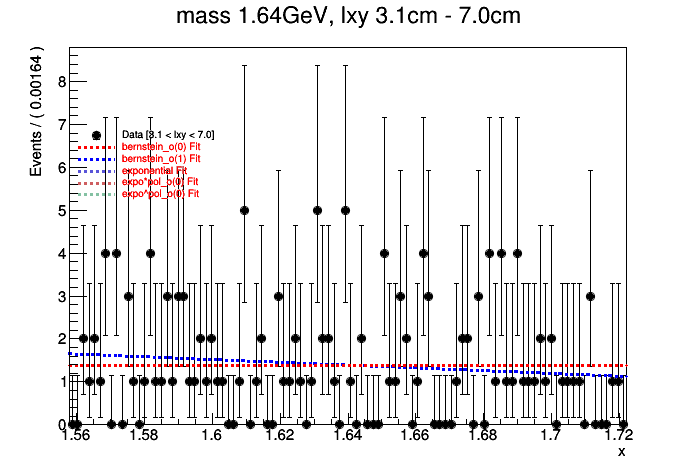 mass 1.64GeV, lxy 3.1cm - 7.0cm
Events / ( 0.00164 )
8
7
6
5
4
3
2
1
0
Data [3.1 < lxy < 7.0]
bernstein_o(0) Fit
bernstein_o(1) Fit
exponential Fit
expo*pol_o(0) Fit
expo^pol_o(0) Fit
1.56 1.58 1.6 1.62 1.64 1.66 1.68 1.7 1.72
x